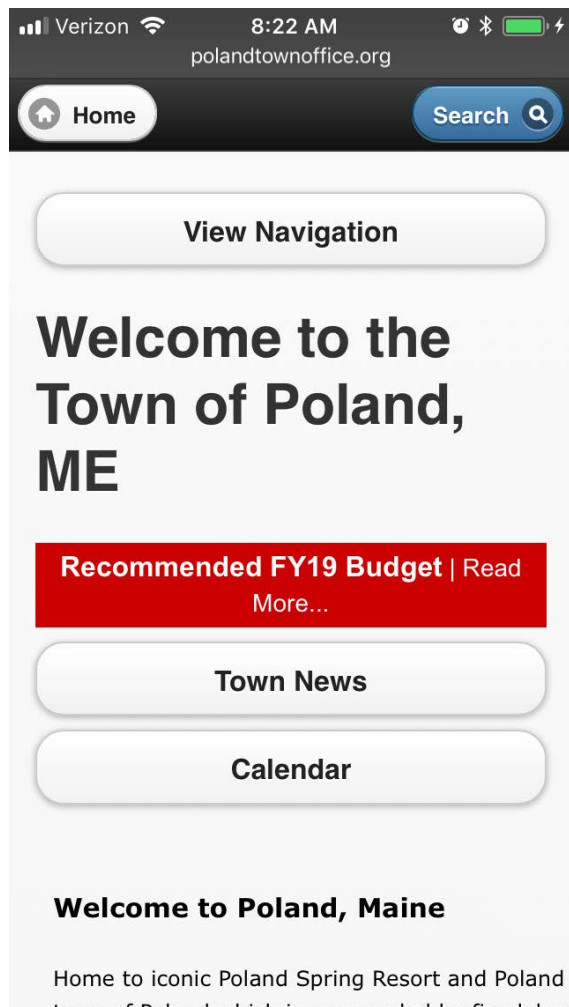 Verizon 8:22 AM
polandtownoffice.org
Home Search
View Navigation
Welcome to the
Town of Poland,
ME
Recommended FY19 Budget | Read
More...
Town News
Calendar
Welcome to Poland, Maine
Home to iconic Poland Spring Resort and Poland